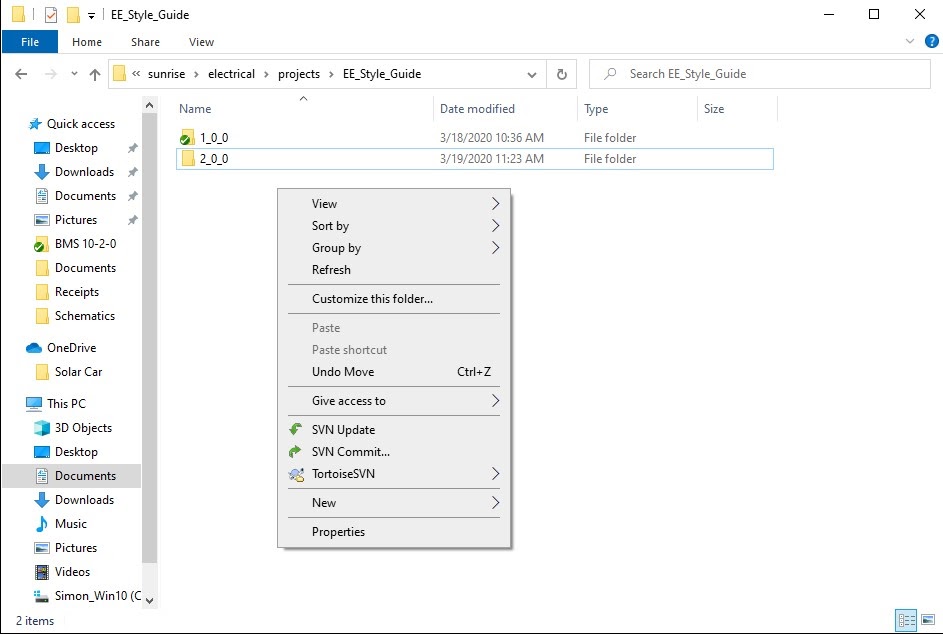 EE_Style_Guide
File Home Share View
« sunrise › electrical › projects › EE_Style_Guide
Search EE_Style_Guide
Name Date modified Type Size
1_0_0 3/18/2020 10:36 AM File folder
2_0_0 3/19/2020 11:23 AM File folder
Quick access
Desktop
Downloads
Documents
Pictures
BMS 10-2-0
Documents
Receipts
Schematics
OneDrive
Solar Car
This PC
3D Objects
Desktop
Documents
Downloads
Music
Pictures
Videos
Simon_Win10 (C
View
Sort by
Group by
Refresh
Customize this folder...
Paste
Paste shortcut
Undo Move Ctrl+Z
Give access to
SVN Update
SVN Commit...
TortoiseSVN
New
Properties
2 items